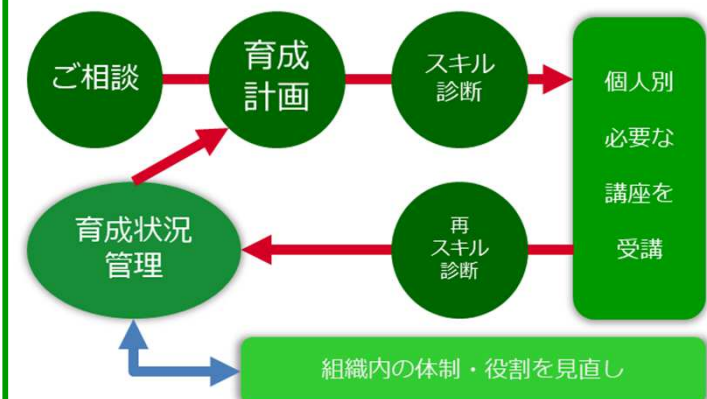 ご相談
育成
計画
スキル
診断
個人別
必要な
講座を
受講
育成状況
管理
再
スキル
診断
組織内の体制・役割を見直し